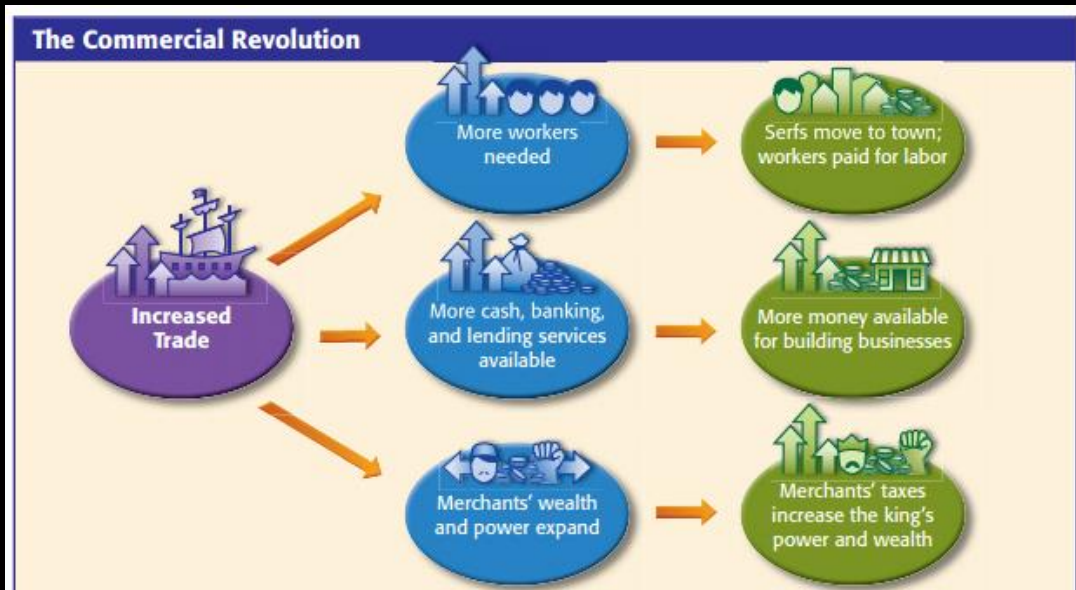 The Commercial Revolution
Increased
Trade
More workers
needed
Serfs move to town;
workers paid for labor
More cash, banking,
and lending services
available
More money available
for building businesses
Merchants' wealth
and power expand
Merchants' taxes
increase the king's
power and wealth